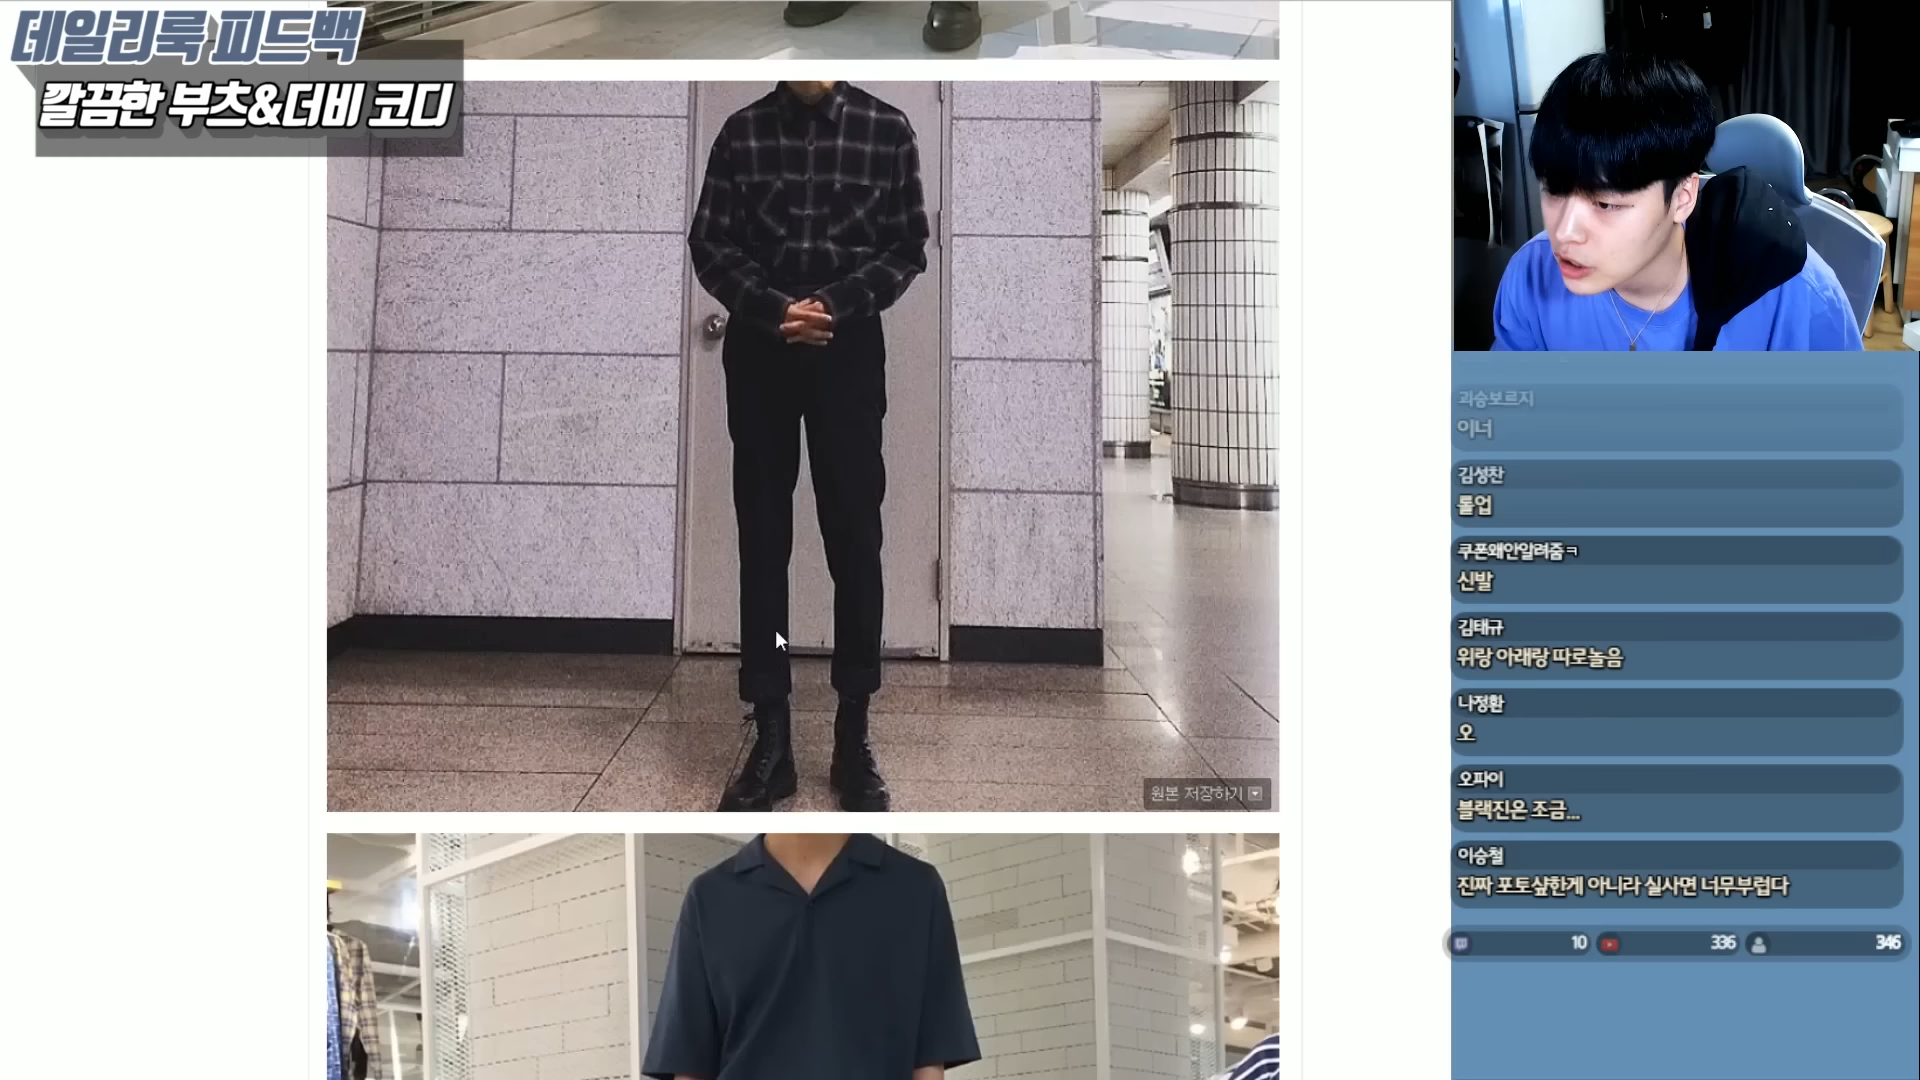 데일리룩 피드백
깔끔한 부츠&더비 코디
원본 저장하기
괴승보르지
이너
김성찬
롤업
쿠폰왜안알려줌ㅋ
신발
김태규
위랑 아래랑 따로놀음
나정환
오
오파이
블랙진은 조금...
이승철
진짜 포토샾한게 아니라 실사면 너무부럽다
10 336 346